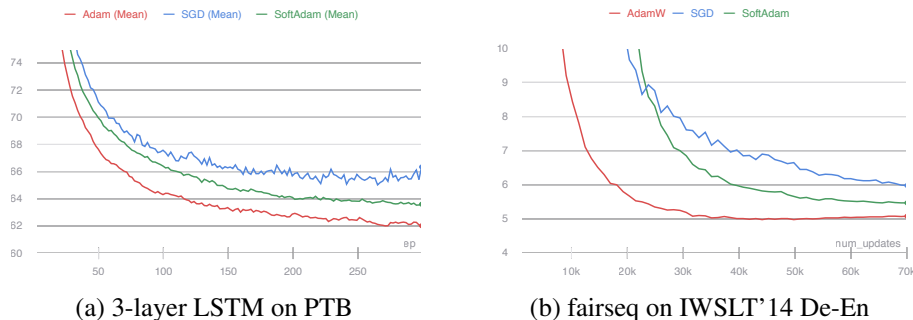 Adam (Mean) SGD (Mean) SoftAdam (Mean)
74
72
70
68
66
64
62
60
50 100 150 200 250
ep
(a) 3-layer LSTM on PTB
AdamW SGD SoftAdam
10
9
8
7
6
5
4
num_updates
10k 20k 30k 40k 50k 60k 70k
(b) fairseq on IWSLT'14 De-En